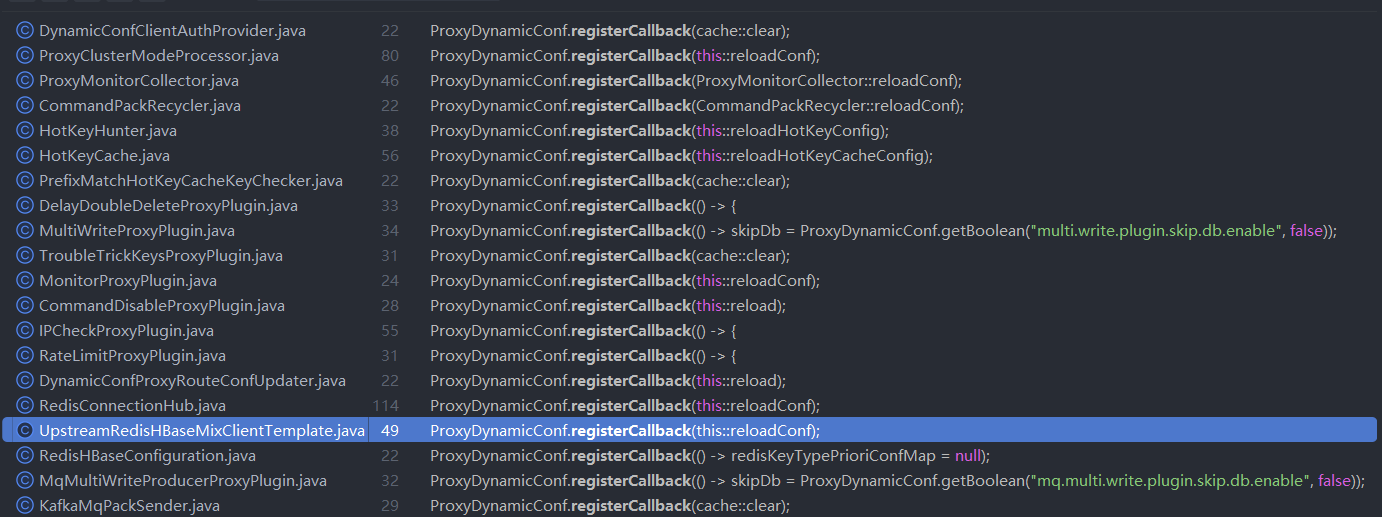 DynamicConfClientAuthProvider.java 22 ProxyDynamicConf.registerCallback(cache::clear);
ProxyClusterModeProcessor.java 80 ProxyDynamicConf.registerCallback(this::reloadConf);
ProxyMonitorCollector.java 46 ProxyDynamicConf.registerCallback(ProxyMonitorCollector::reloadConf);
CommandPackRecycler.java 22 ProxyDynamicConf.registerCallback(CommandPackRecycler::reloadConf);
HotKeyHunter.java 38 ProxyDynamicConf.registerCallback(this::reloadHotKeyConfig);
HotKeyCache.java 56 ProxyDynamicConf.registerCallback(this::reloadHotKeyCacheConfig);
PrefixMatchHotKeyCacheKeyChecker.java 22 ProxyDynamicConf.registerCallback(cache::clear);
DelayDoubleDeleteProxyPlugin.java 33 ProxyDynamicConf.registerCallback(() -> {
MultiWriteProxyPlugin.java 34 ProxyDynamicConf.registerCallback(() -> skipDb = ProxyDynamicConf.getBoolean("multi.write.plugin.skip.db.enable", false));
TroubleTrickKeysProxyPlugin.java 31 ProxyDynamicConf.registerCallback(cache::clear);
MonitorProxyPlugin.java 24 ProxyDynamicConf.registerCallback(this::reloadConf);
CommandDisableProxyPlugin.java 28 ProxyDynamicConf.registerCallback(this::reload);
IPCheckProxyPlugin.java 55 ProxyDynamicConf.registerCallback(() -> {
RateLimitProxyPlugin.java 31 ProxyDynamicConf.registerCallback(() -> {
DynamicConfProxyRouteConfUpdater.java 22 ProxyDynamicConf.registerCallback(this::reload);
RedisConnectionHub.java 114 ProxyDynamicConf.registerCallback(this::reloadConf);
UpstreamRedisHBaseMixClientTemplate.java 49 ProxyDynamicConf.registerCallback(this::reloadConf);
RedisHBaseConfiguration.java 22 ProxyDynamicConf.registerCallback(() -> redisKeyTypePrioriConfMap = null);
MqMultiWriteProducerProxyPlugin.java 32 ProxyDynamicConf.registerCallback(() -> skipDb = ProxyDynamicConf.getBoolean("mq.multi.write.plugin.skip.db.enable", false));
KafkaMqPackSender.java 29 ProxyDynamicConf.registerCallback(cache::clear);